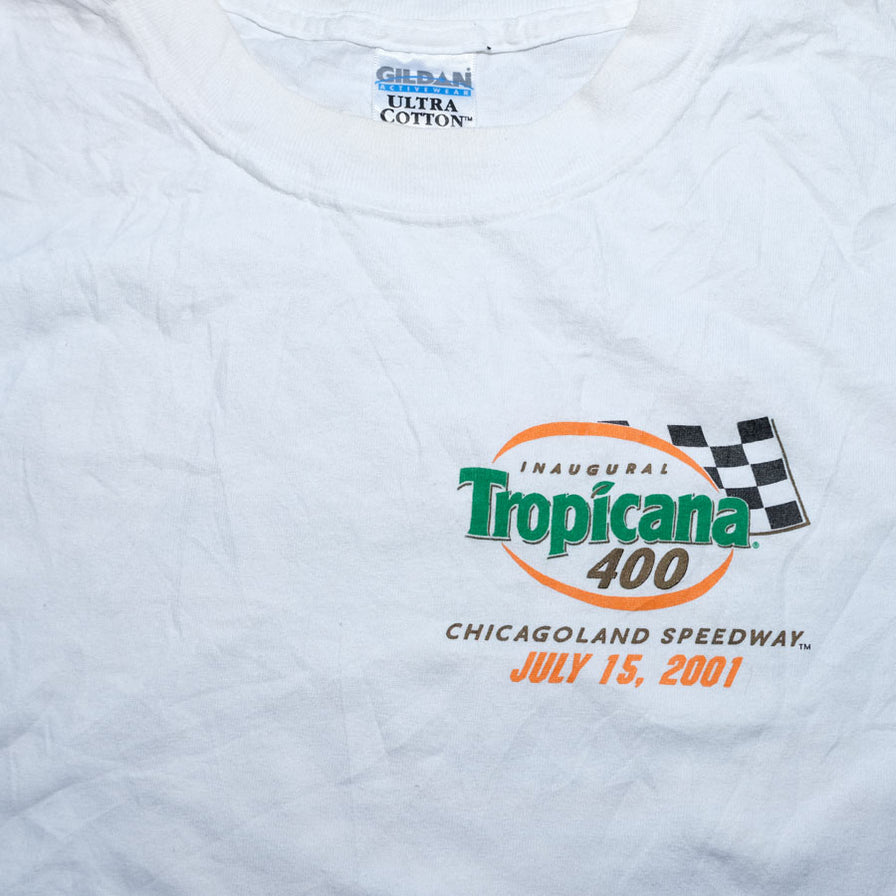 GILDAN
ACTIVEWEAR
ULTRA
COTTON™
INAUGURAL
Tropicana®
400
CHICAGOLAND SPEEDWAY™
JULY 15, 2001